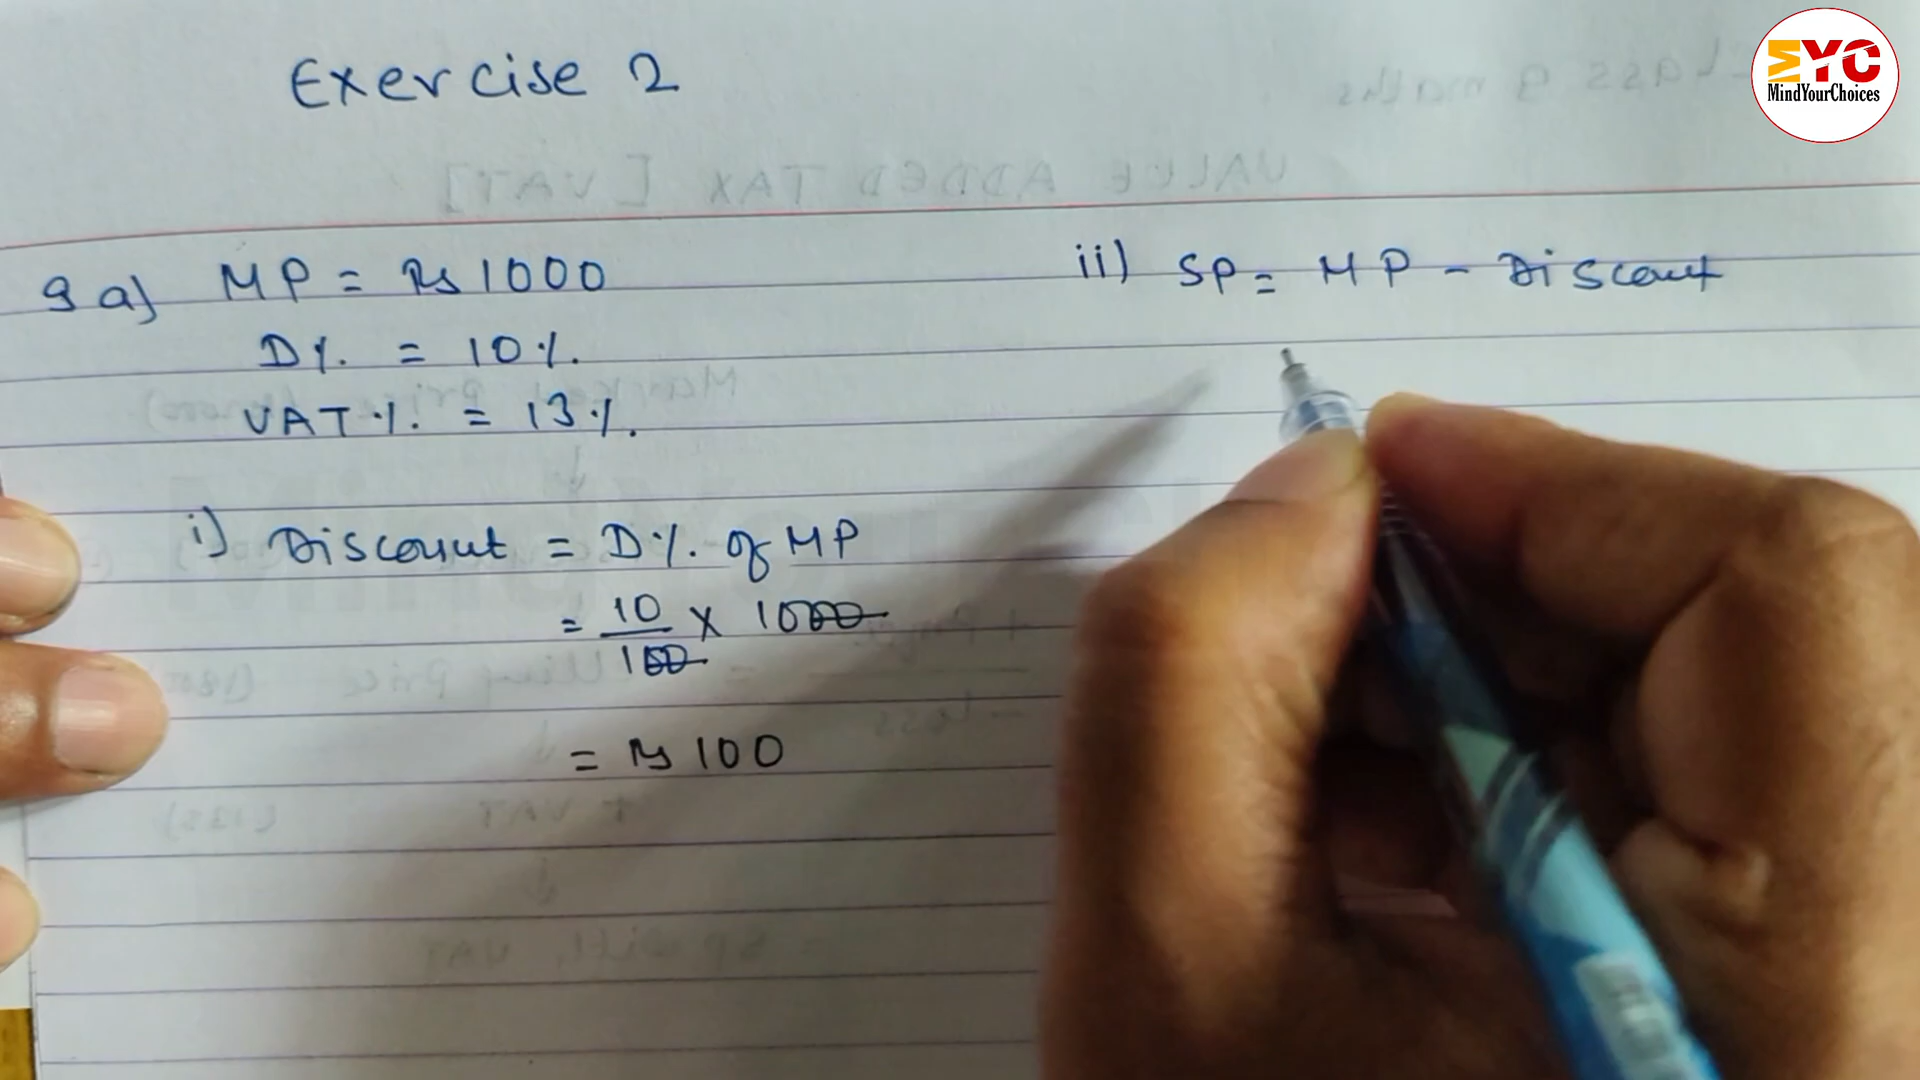 MYC
MindYourChoices
Exercise 2
9 a) MP = Rs 1000
D% = 10%.
VAT% = 13%.
i) Discount = D% of MP
= 10/100 x 1000
= Rs 100
ii) SP = MP - Discount